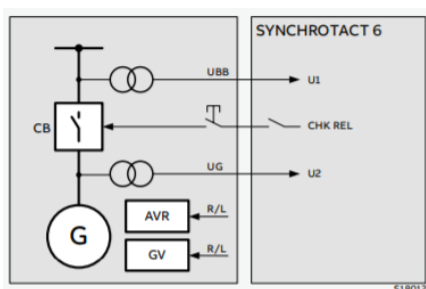 SYNCHROTACT 6
UBB
U1
CB
CHK REL
UG
U2
AVR
R/L
G
GV
R/L